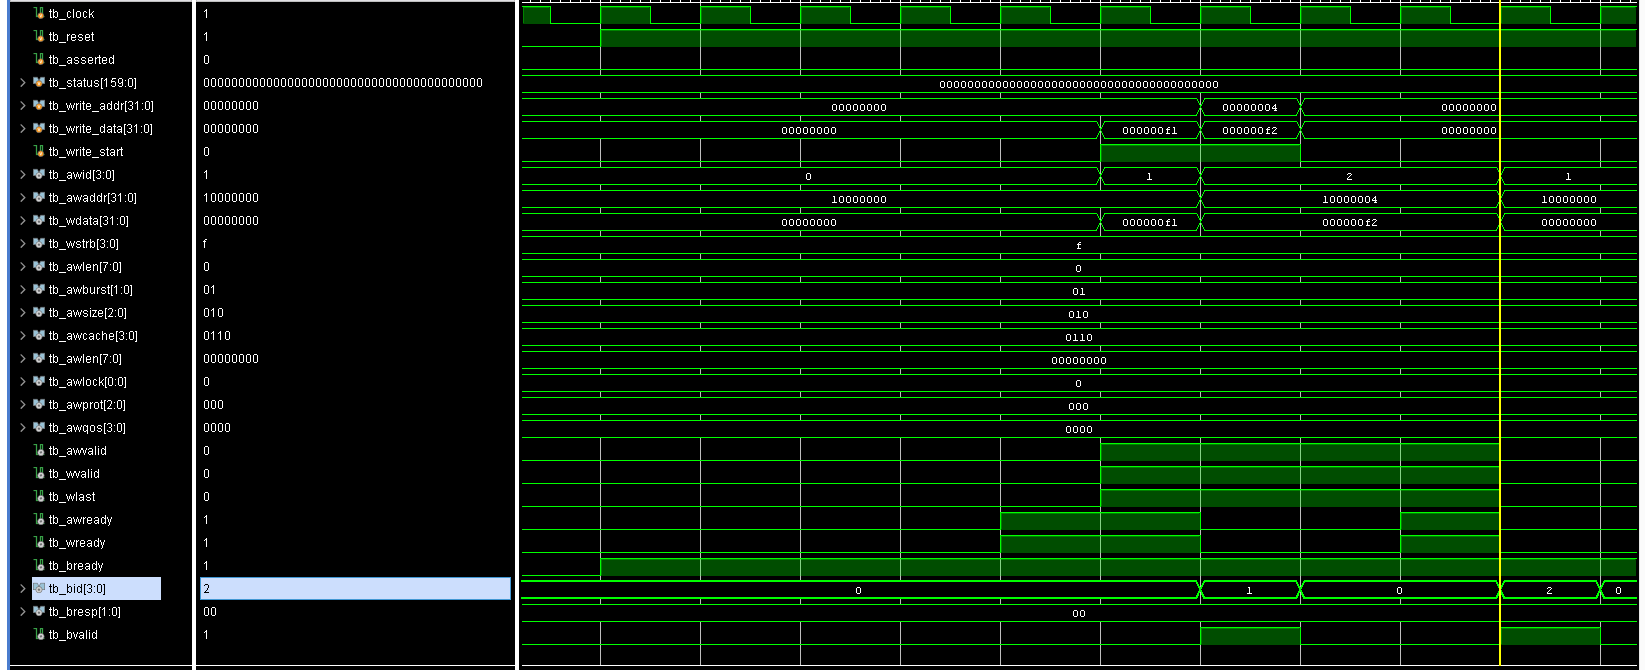 tb_clock 1
tb_reset 1
tb_asserted 0
tb_status[159:0] 0000000000000000000000000000000000000000 0000000000000000000000000000000000000000
tb_write_addr[31:0] 00000000 00000000 00000004 00000000
tb_write_data[31:0] 00000000 00000000 000000f1 000000f2 00000000
tb_write_start 0
tb_awid[3:0] 1 0 1 2 1
tb_awaddr[31:0] 10000000 10000000 10000004 10000000
tb_wdata[31:0] 00000000 00000000 000000f1 000000f2 00000000
tb_wstrb[3:0] f f
tb_awlen[7:0] 0 0
tb_awburst[1:0] 01 01
tb_awsize[2:0] 010 010
tb_awcache[3:0] 0110 0110
tb_awlen[7:0] 00000000 00000000
tb_awlock[0:0] 0 0
tb_awprot[2:0] 000 000
tb_awqos[3:0] 0000 0000
tb_awvalid 0
tb_wvalid 0
tb_wlast 0
tb_awready 1
tb_wready 1
tb_bready 1
tb_bid[3:0] 2 0 1 0 2 0
tb_bresp[1:0] 00 00
tb_bvalid 1